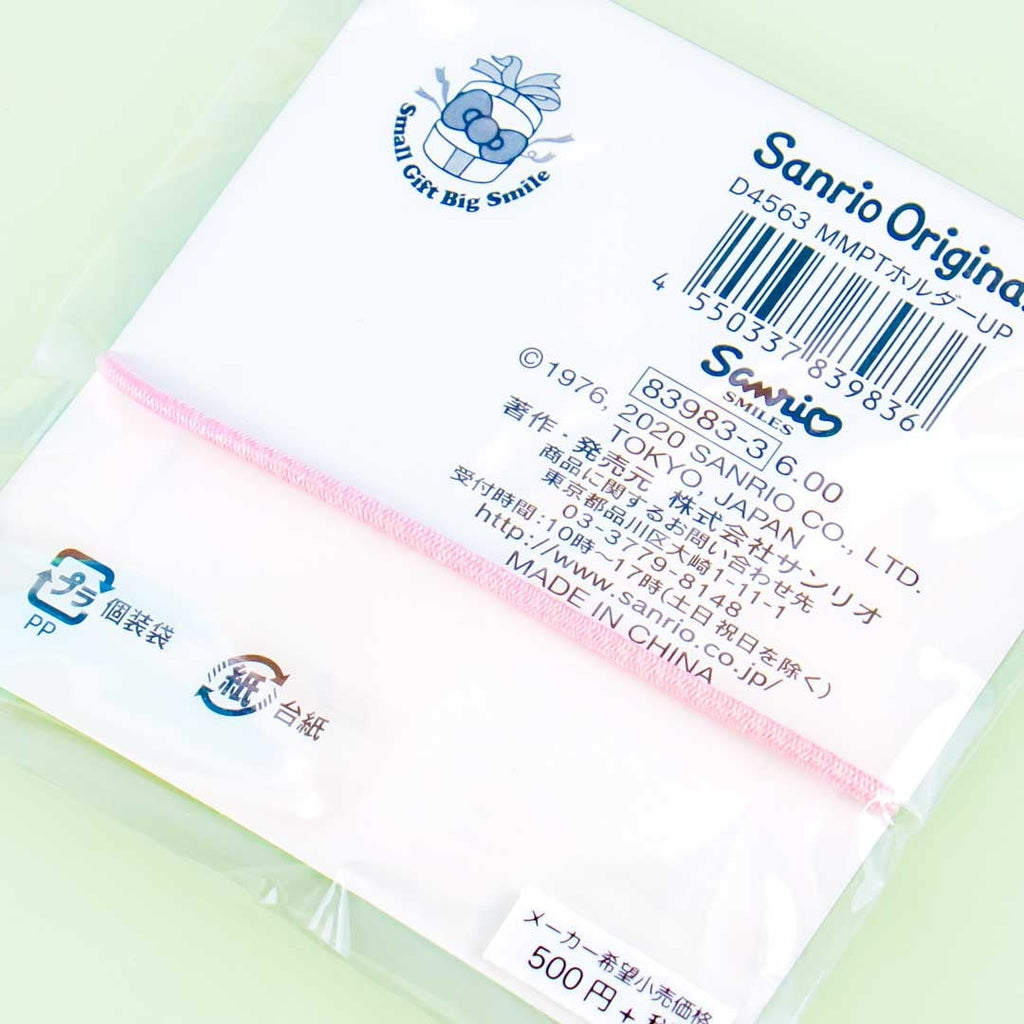 Small Gift Big Smile
Sanrio Origina
D4563 MMPTホルダーUP
4 550337 839836
Sanrio
SMILES
83983-3 6.00
© 1976, 2020 SANRIO CO., LTD.
TOKYO, JAPAN
著作・発売元 株式会社サンリオ
商品に関するお問い合わせ先
東京都品川区大崎1-11-1
03-3779-8148
受付時間:10時～17時(土日祝日を除く)
http://www.sanrio.co.jp/
MADE IN CHINA
プラ
PP
個装袋
紙
台紙
メーカー希望小売価格
500円+